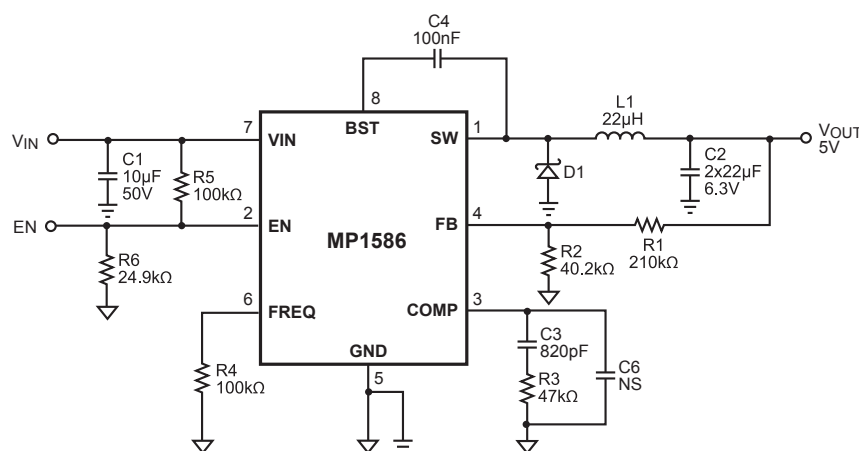 C4
100nF
8
BST
L1
22µH
VIN
7
VIN
SW
1
VOUT
5V
C1
10µF
50V
R5
100kΩ
D1
C2
2x22µF
6.3V
EN
2
EN
MP1586
FB
4
R1
210kΩ
R2
40.2kΩ
R6
24.9kΩ
6
FREQ
COMP
3
C3
820pF
R3
47kΩ
C6
NS
R4
100kΩ
GND
5